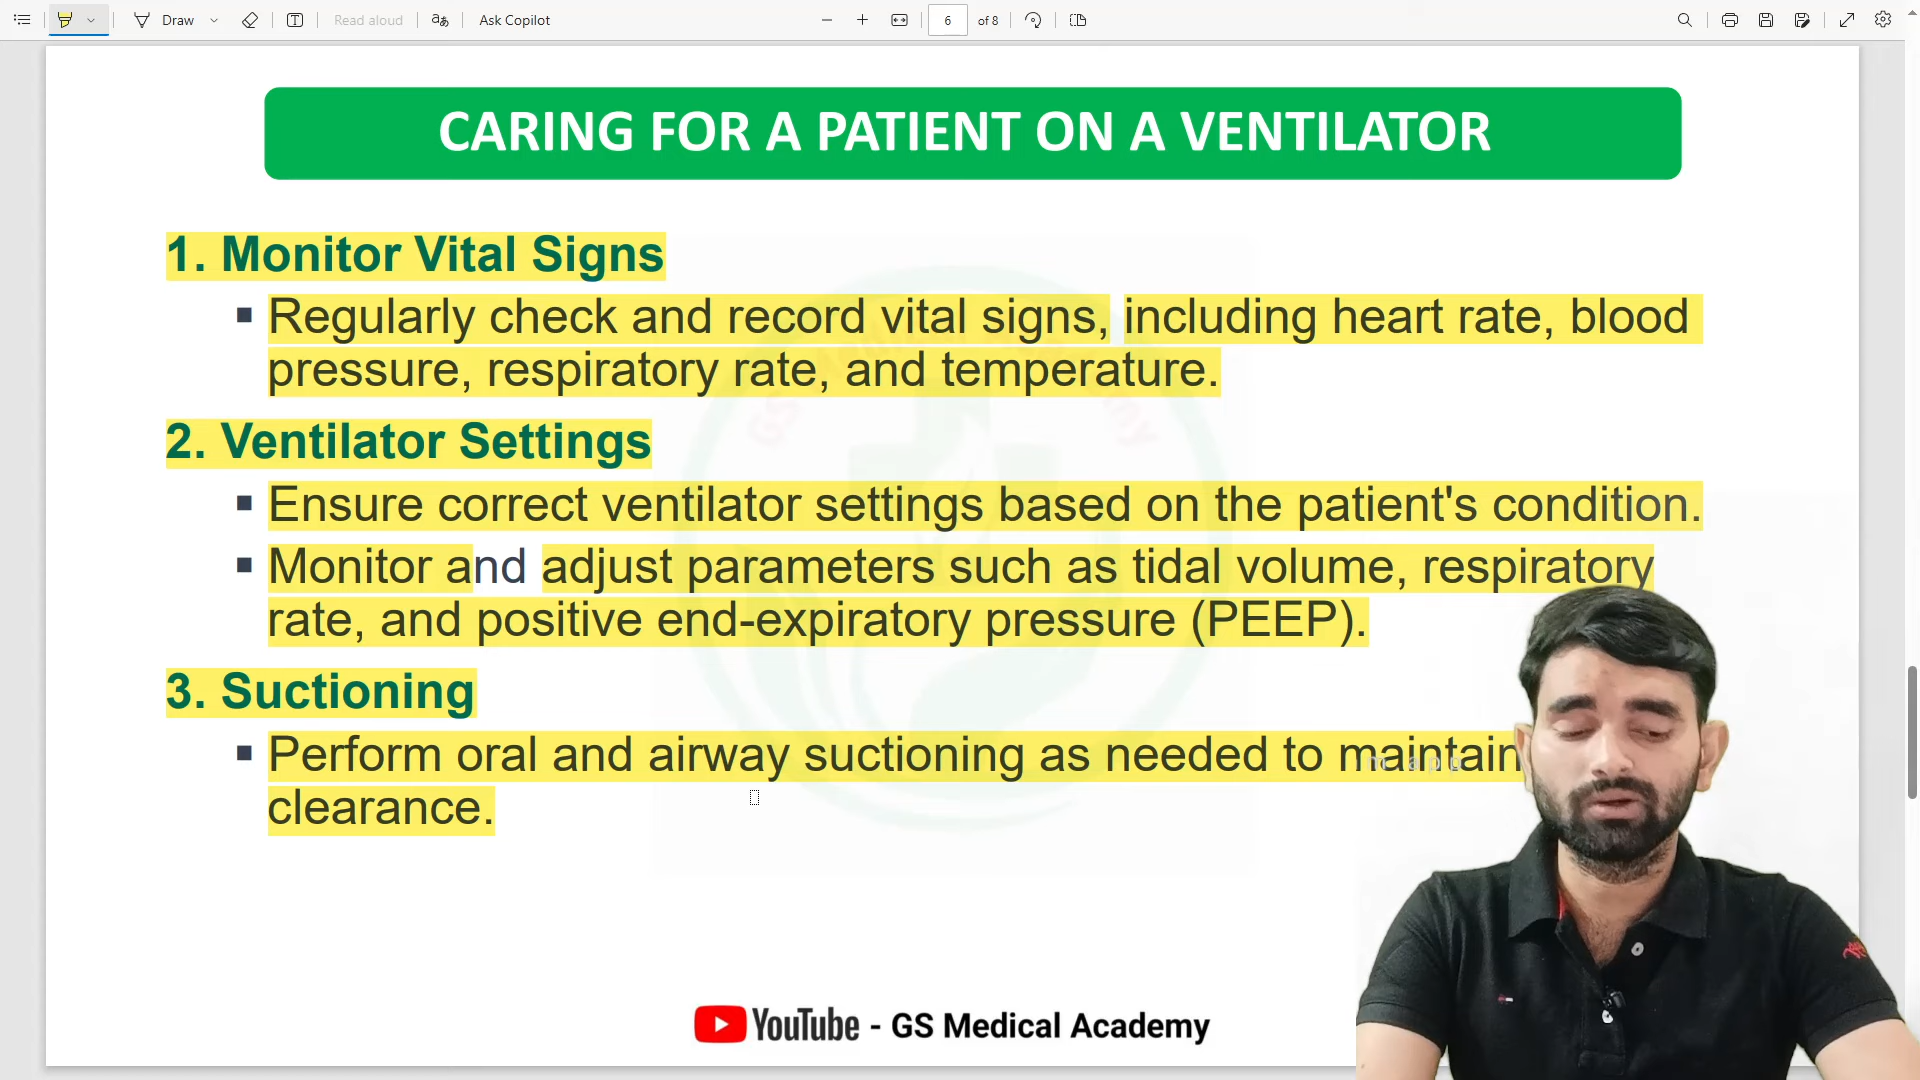 Draw
Read aloud
aあ
Ask Copilot
6 of 8
CARING FOR A PATIENT ON A VENTILATOR
1. Monitor Vital Signs
▪ Regularly check and record vital signs, including heart rate, blood
pressure, respiratory rate, and temperature.
2. Ventilator Settings
▪ Ensure correct ventilator settings based on the patient's condition.
▪ Monitor and adjust parameters such as tidal volume, respiratory
rate, and positive end-expiratory pressure (PEEP).
3. Suctioning
▪ Perform oral and airway suctioning as needed to maintain
clearance.
YouTube - GS Medical Academy